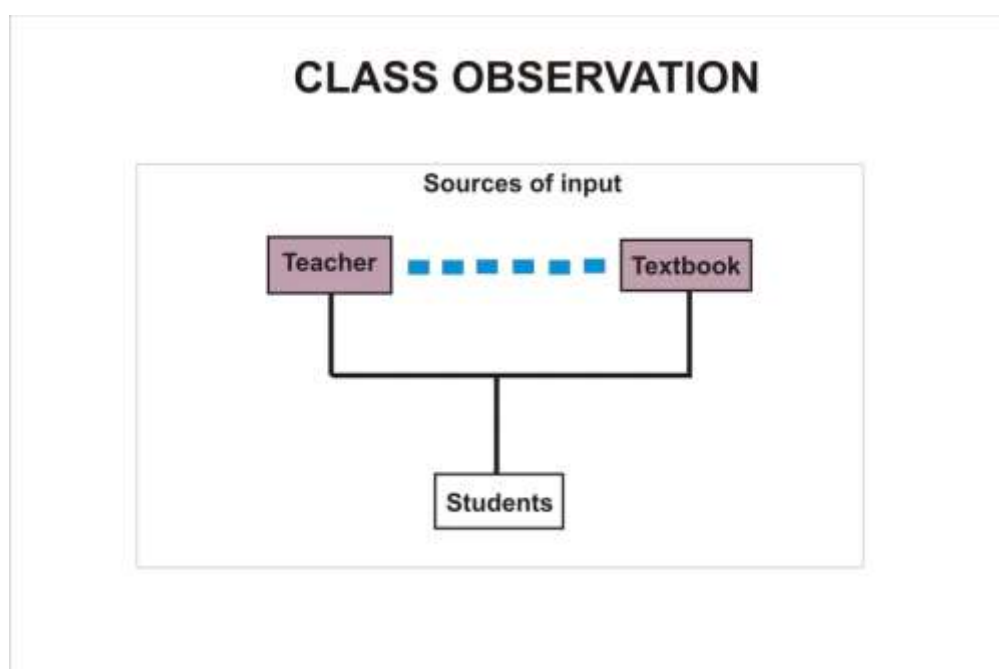 CLASS OBSERVATION
Sources of input
Teacher
Textbook
Students